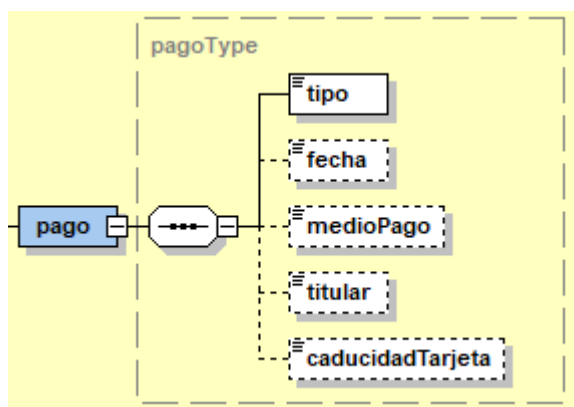 pagoType
tipo
fecha
pago
medioPago
titular
caducidadTarjeta